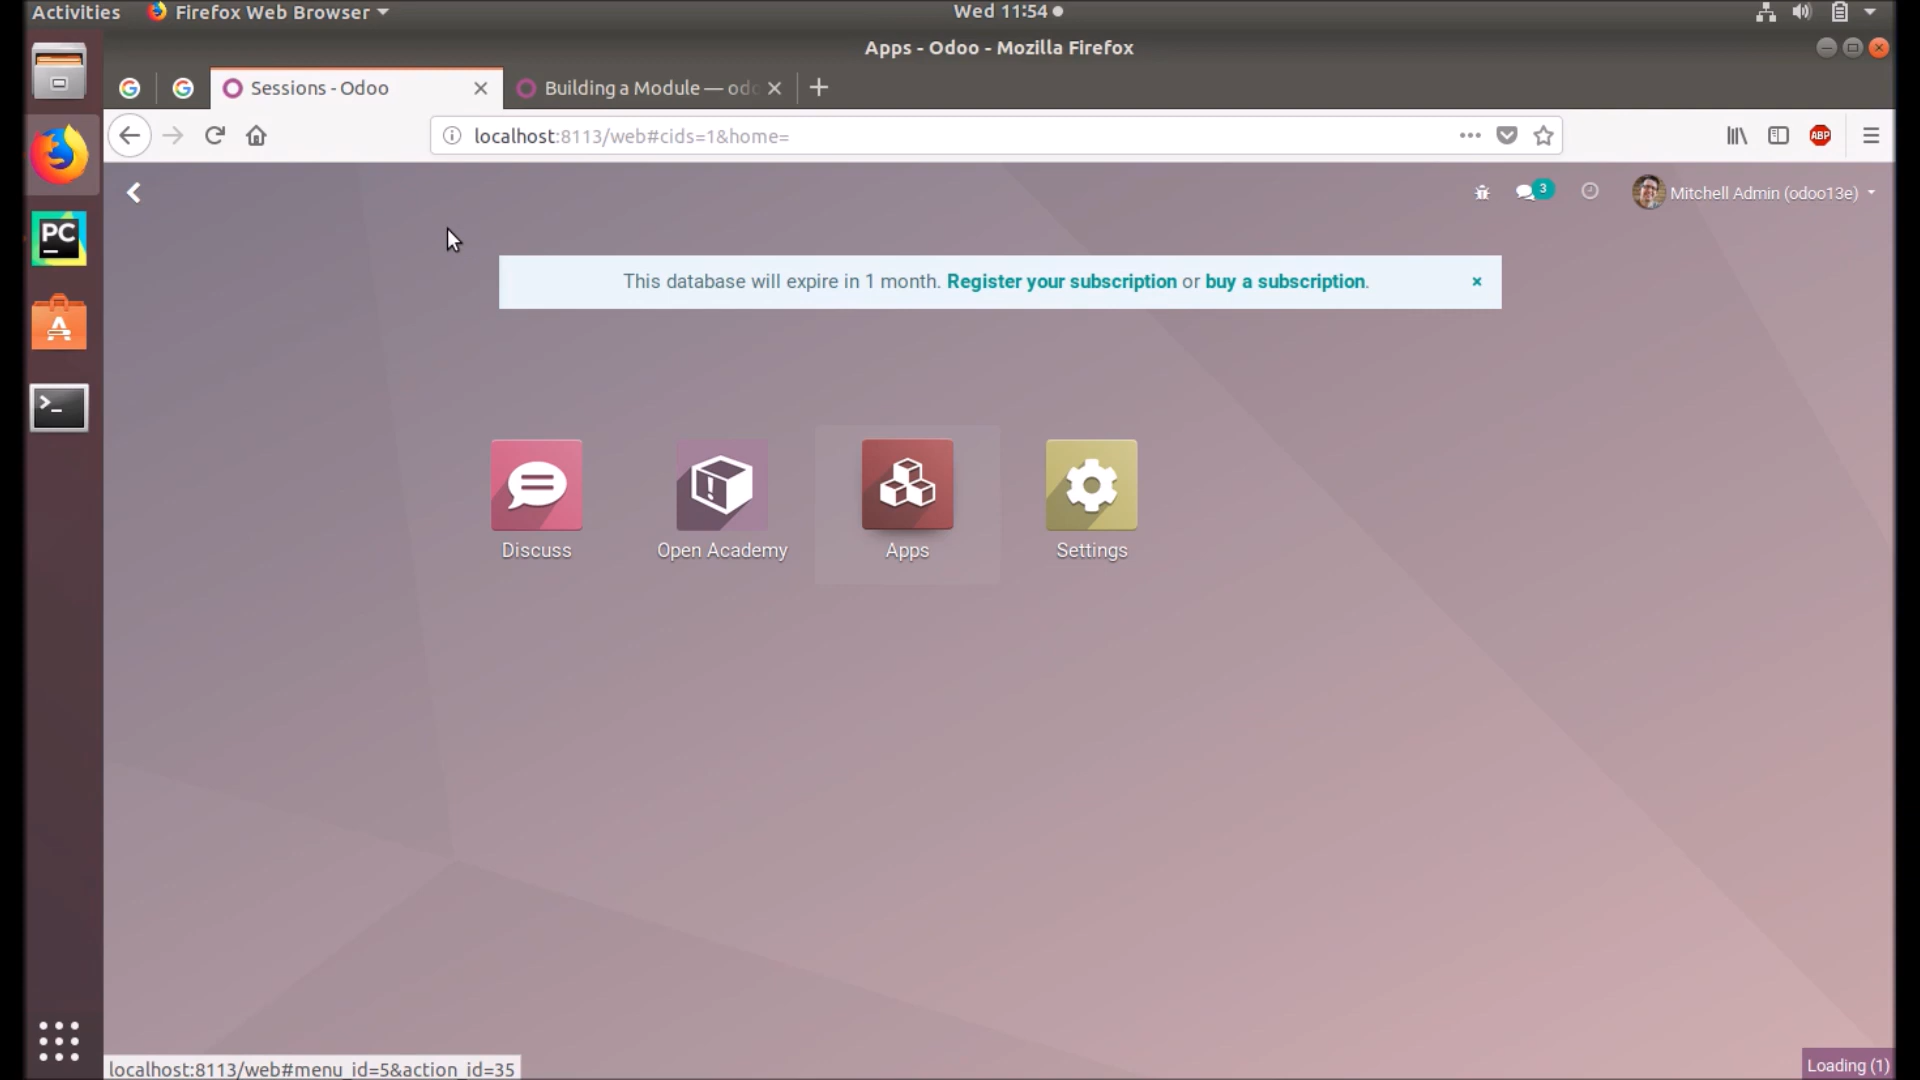 Activities
Firefox Web Browser
Wed 11:54
Apps - Odoo - Mozilla Firefox
Sessions - Odoo
Building a Module — odo
localhost:8113/web#cids=1&home=
ABP
3
Mitchell Admin (odoo13e)
This database will expire in 1 month. Register your subscription or buy a subscription.
PC
Discuss
Open Academy
Apps
Settings
localhost:8113/web#menu_id=5&action_id=35
Loading (1)